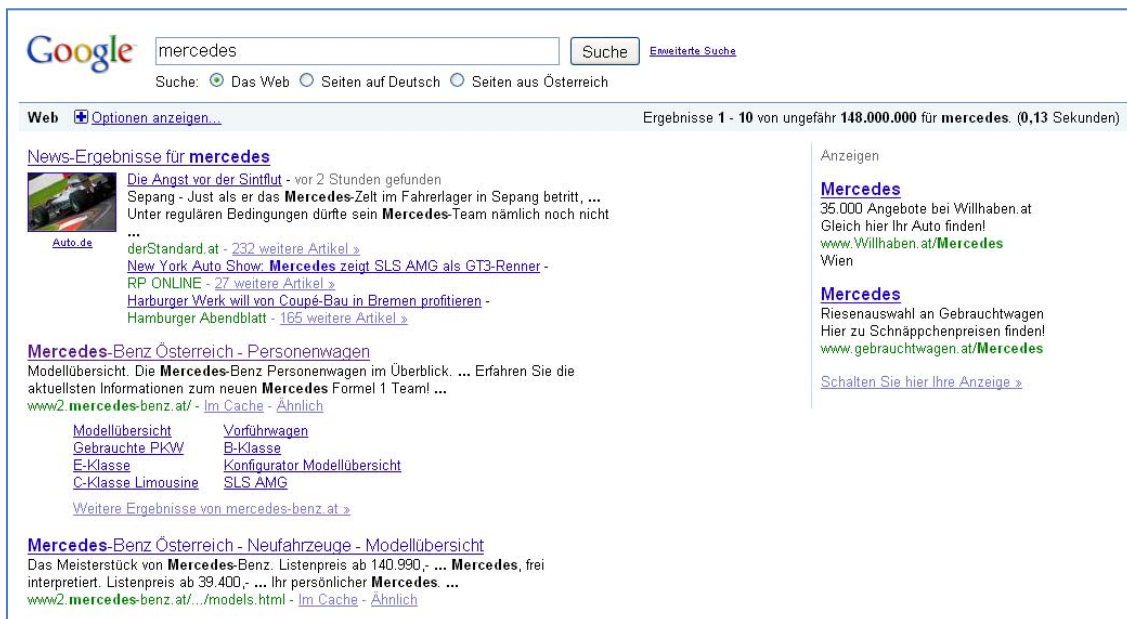 Google mercedes Suche Erweiterte Suche
Suche: Das Web Seiten auf Deutsch Seiten aus Österreich
Web Optionen anzeigen... Ergebnisse 1 - 10 von ungefähr 148.000.000 für mercedes. (0,13 Sekunden)
News-Ergebnisse für mercedes
Die Angst vor der Sintflut - vor 2 Stunden gefunden
Sepang - Just als er das Mercedes-Zelt im Fahrerlager in Sepang betritt, ...
Unter regulären Bedingungen dürfte sein Mercedes-Team nämlich noch nicht
...
Auto.de
derStandard.at - 232 weitere Artikel »
New York Auto Show: Mercedes zeigt SLS AMG als GT3-Renner -
RP ONLINE - 27 weitere Artikel »
Harburger Werk will von Coupé-Bau in Bremen profitieren -
Hamburger Abendblatt - 165 weitere Artikel »
Mercedes-Benz Österreich - Personenwagen
Modellübersicht. Die Mercedes-Benz Personenwagen im Überblick. ... Erfahren Sie die
aktuellsten Informationen zum neuen Mercedes Formel 1 Team! ...
www2.mercedes-benz.at/ - Im Cache - Ähnlich
Modellübersicht Vorführwagen
Gebrauchte PKW B-Klasse
E-Klasse Konfigurator Modellübersicht
C-Klasse Limousine SLS AMG
Weitere Ergebnisse von mercedes-benz.at »
Mercedes-Benz Österreich - Neufahrzeuge - Modellübersicht
Das Meisterstück von Mercedes-Benz. Listenpreis ab 140.990,- ... Mercedes, frei
interpretiert. Listenpreis ab 39.400,- ... Ihr persönlicher Mercedes. ...
www2.mercedes-benz.at/.../models.html - Im Cache - Ähnlich
Anzeigen
Mercedes
35.000 Angebote bei Willhaben.at
Gleich hier Ihr Auto finden!
www.Willhaben.at/Mercedes
Wien
Mercedes
Riesenauswahl an Gebrauchtwagen
Hier zu Schnäppchenpreisen finden!
www.gebrauchtwagen.at/Mercedes
Schalten Sie hier Ihre Anzeige »